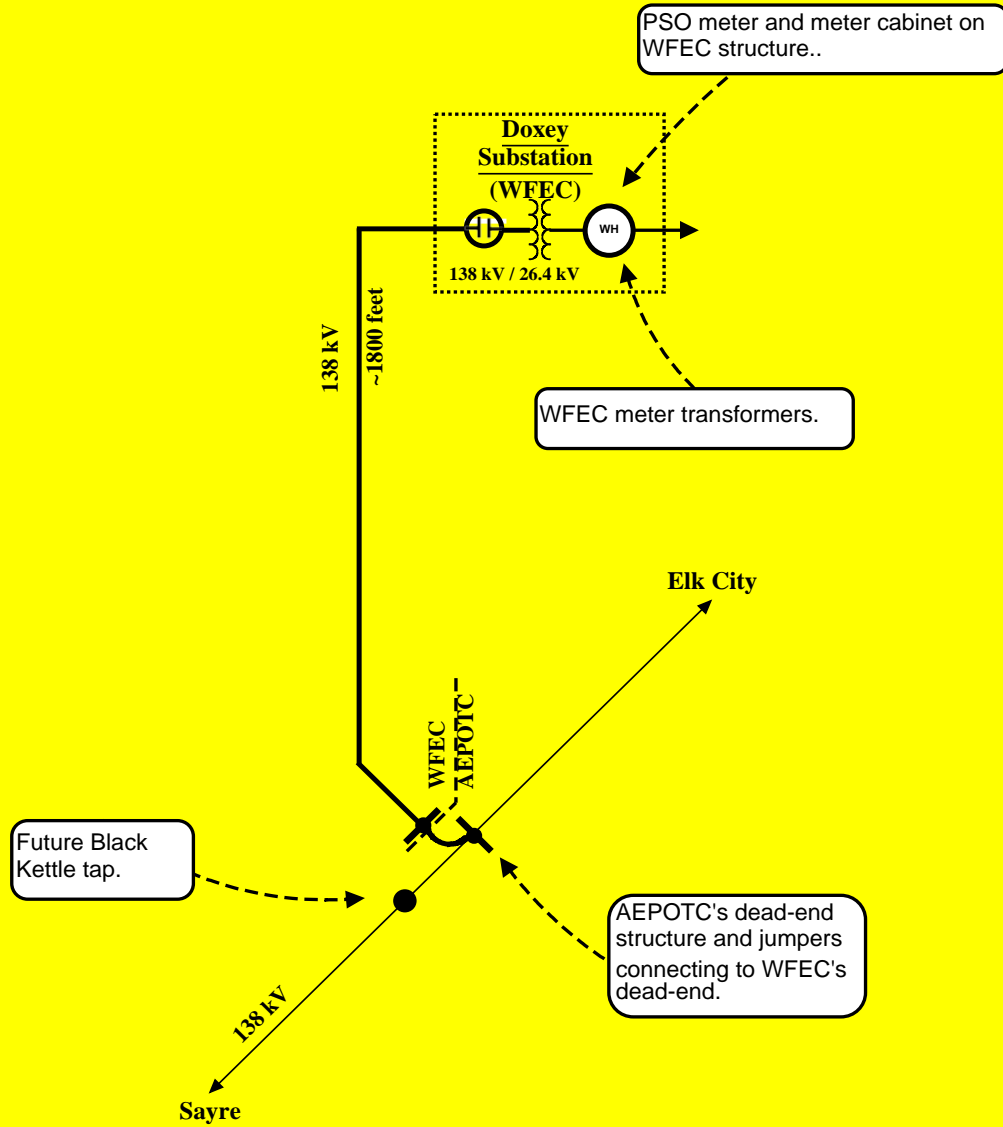 PSO meter and meter cabinet on
WFEC structure..
Doxey
Substation
(WFEC)
WH
138 kV / 26.4 kV
138 kV
~1800 feet
WFEC meter transformers.
Elk City
WFEC
AEPOTC
Future Black
Kettle tap.
AEPOTC's dead-end
structure and jumpers
connecting to WFEC's
dead-end.
138 kV
Sayre